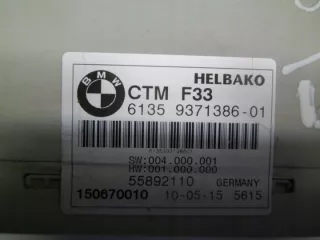 BMW
HELBAKO
CTM F33
6135 9371386-01
SW:004.000.001
HW:001.000.000
55892110 GERMANY
150670010 10-05-15 5615